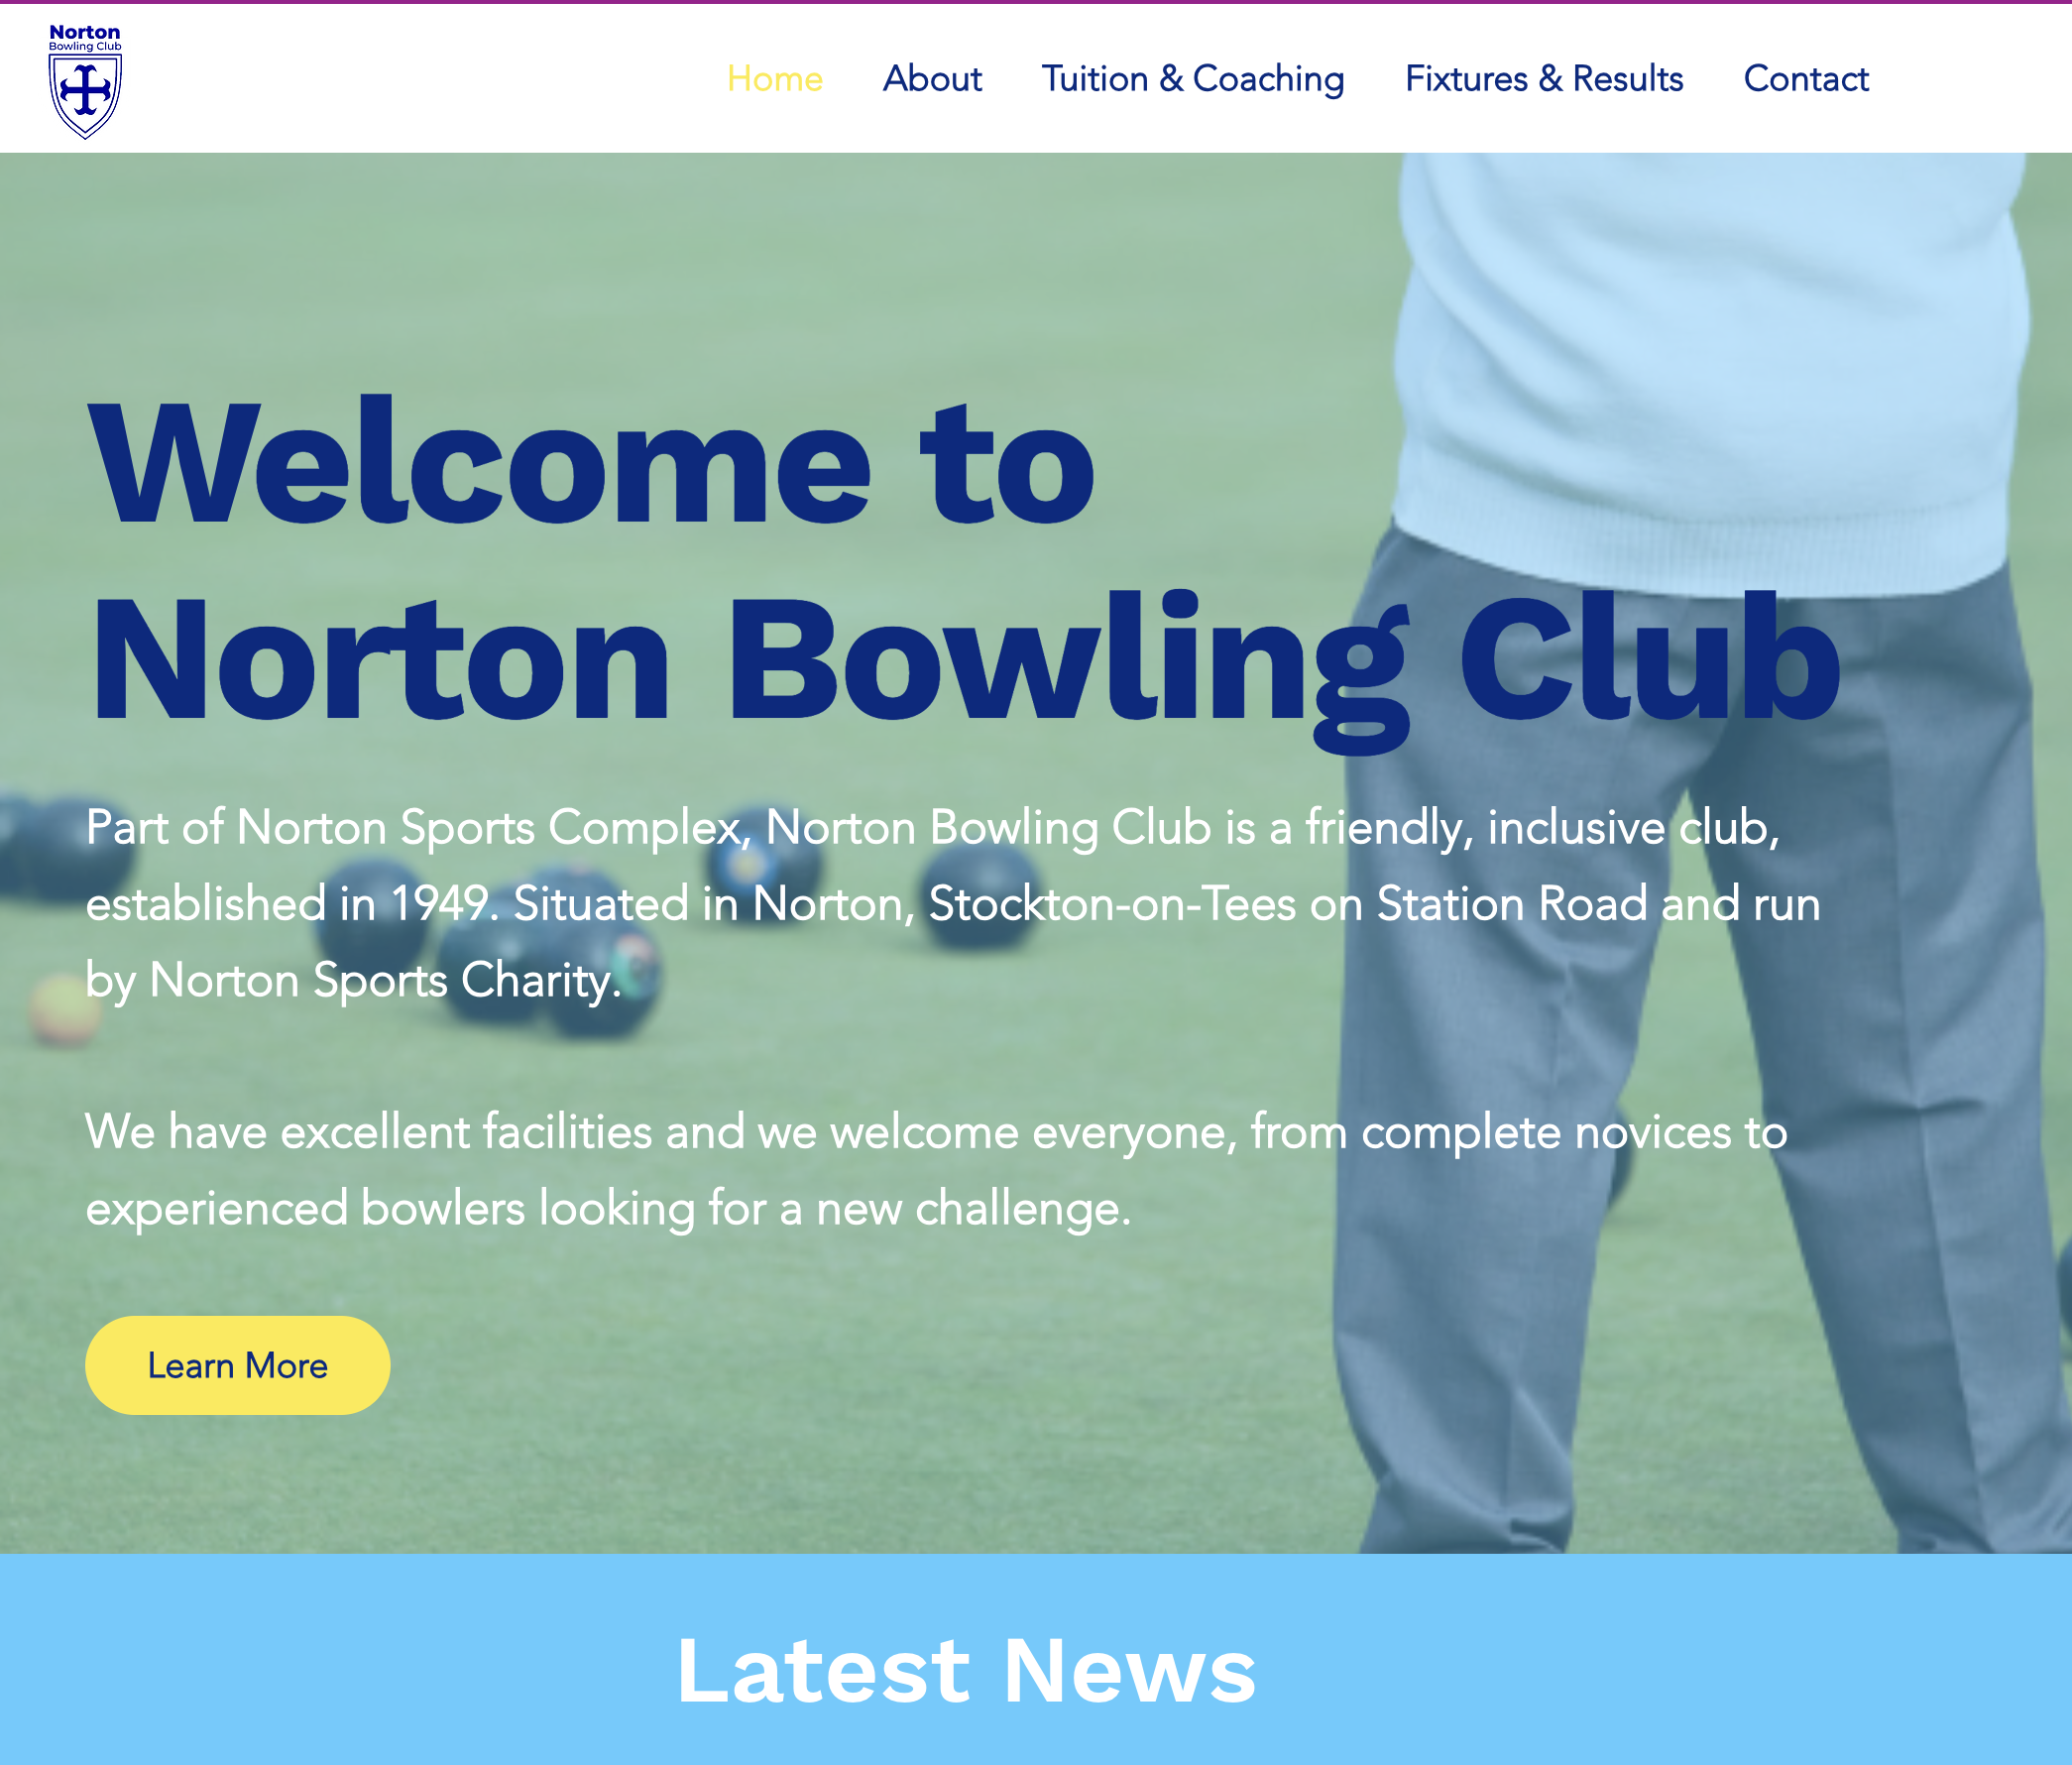 Norton
Bowling Club
Home About Tuition & Coaching Fixtures & Results Contact
Welcome to
Norton Bowling Club
Part of Norton Sports Complex, Norton Bowling Club is a friendly, inclusive club,
established in 1949. Situated in Norton, Stockton-on-Tees on Station Road and run
by Norton Sports Charity.
We have excellent facilities and we welcome everyone, from complete novices to
experienced bowlers looking for a new challenge.
Learn More
Latest News